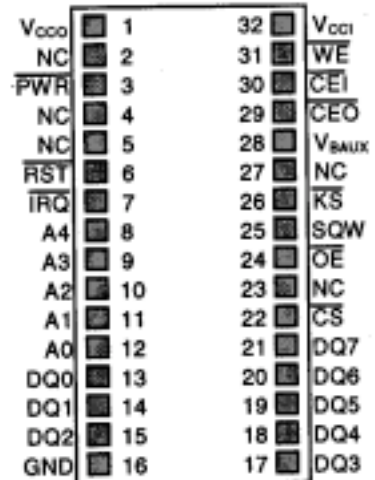 V_CCO 1 32 V_CCI
NC 2 31 WE
PWR 3 30 CEI
NC 4 29 CEO
NC 5 28 V_BAUX
RST 6 27 NC
IRQ 7 26 KS
A4 8 25 SQW
A3 9 24 OE
A2 10 23 NC
A1 11 22 CS
A0 12 21 DQ7
DQ0 13 20 DQ6
DQ1 14 19 DQ5
DQ2 15 18 DQ4
GND 16 17 DQ3